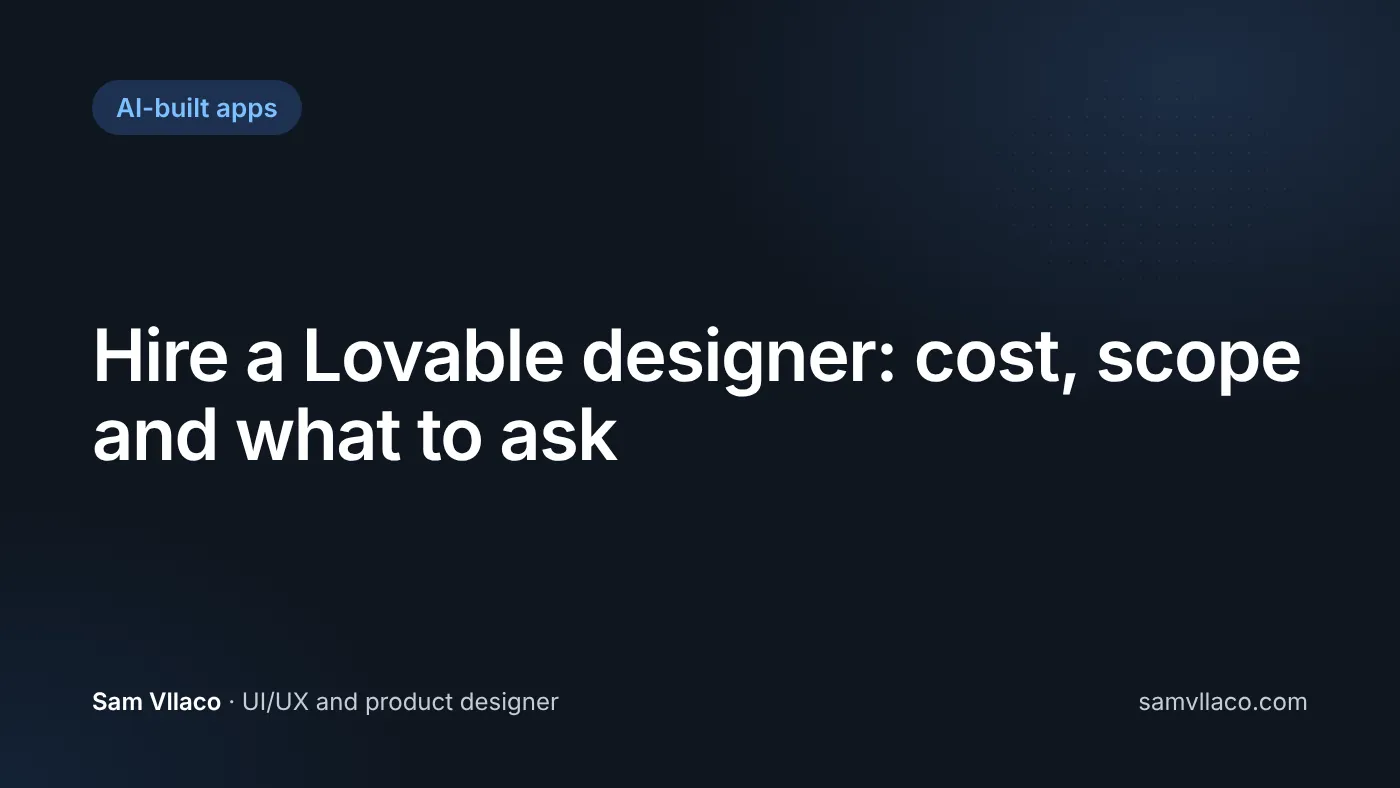 AI-built apps
Hire a Lovable designer: cost, scope
and what to ask
Sam Vllaco · UI/UX and product designer
samvllaco.com